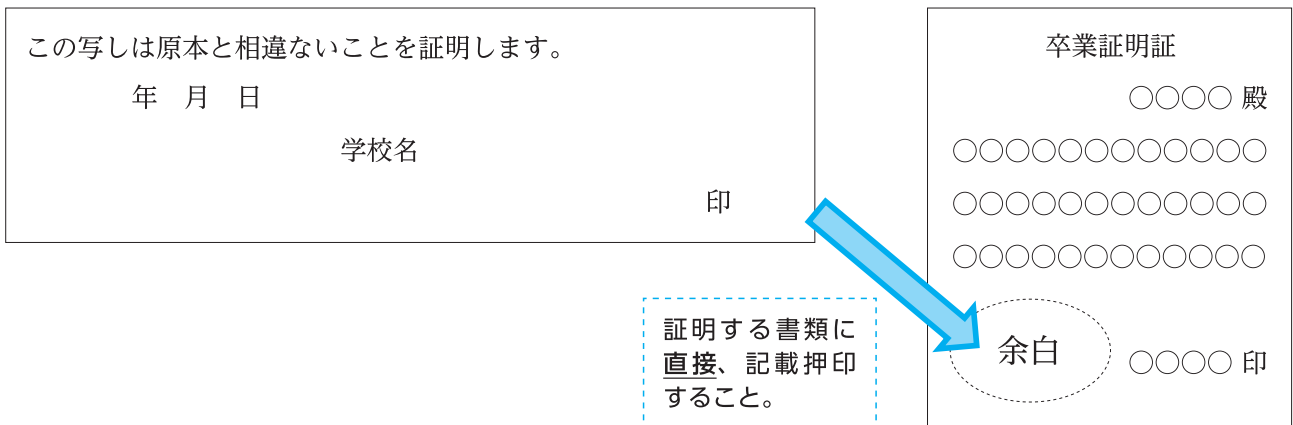 この写しは原本と相違ないことを証明します。
年　月　日
学校名
印
証明する書類に
直接、記載押印
すること。
卒業証明証
○○○○ 殿
○○○○○○○○○○○○
○○○○○○○○○○○○
○○○○○○○○○○○○
余白
○○○○ 印